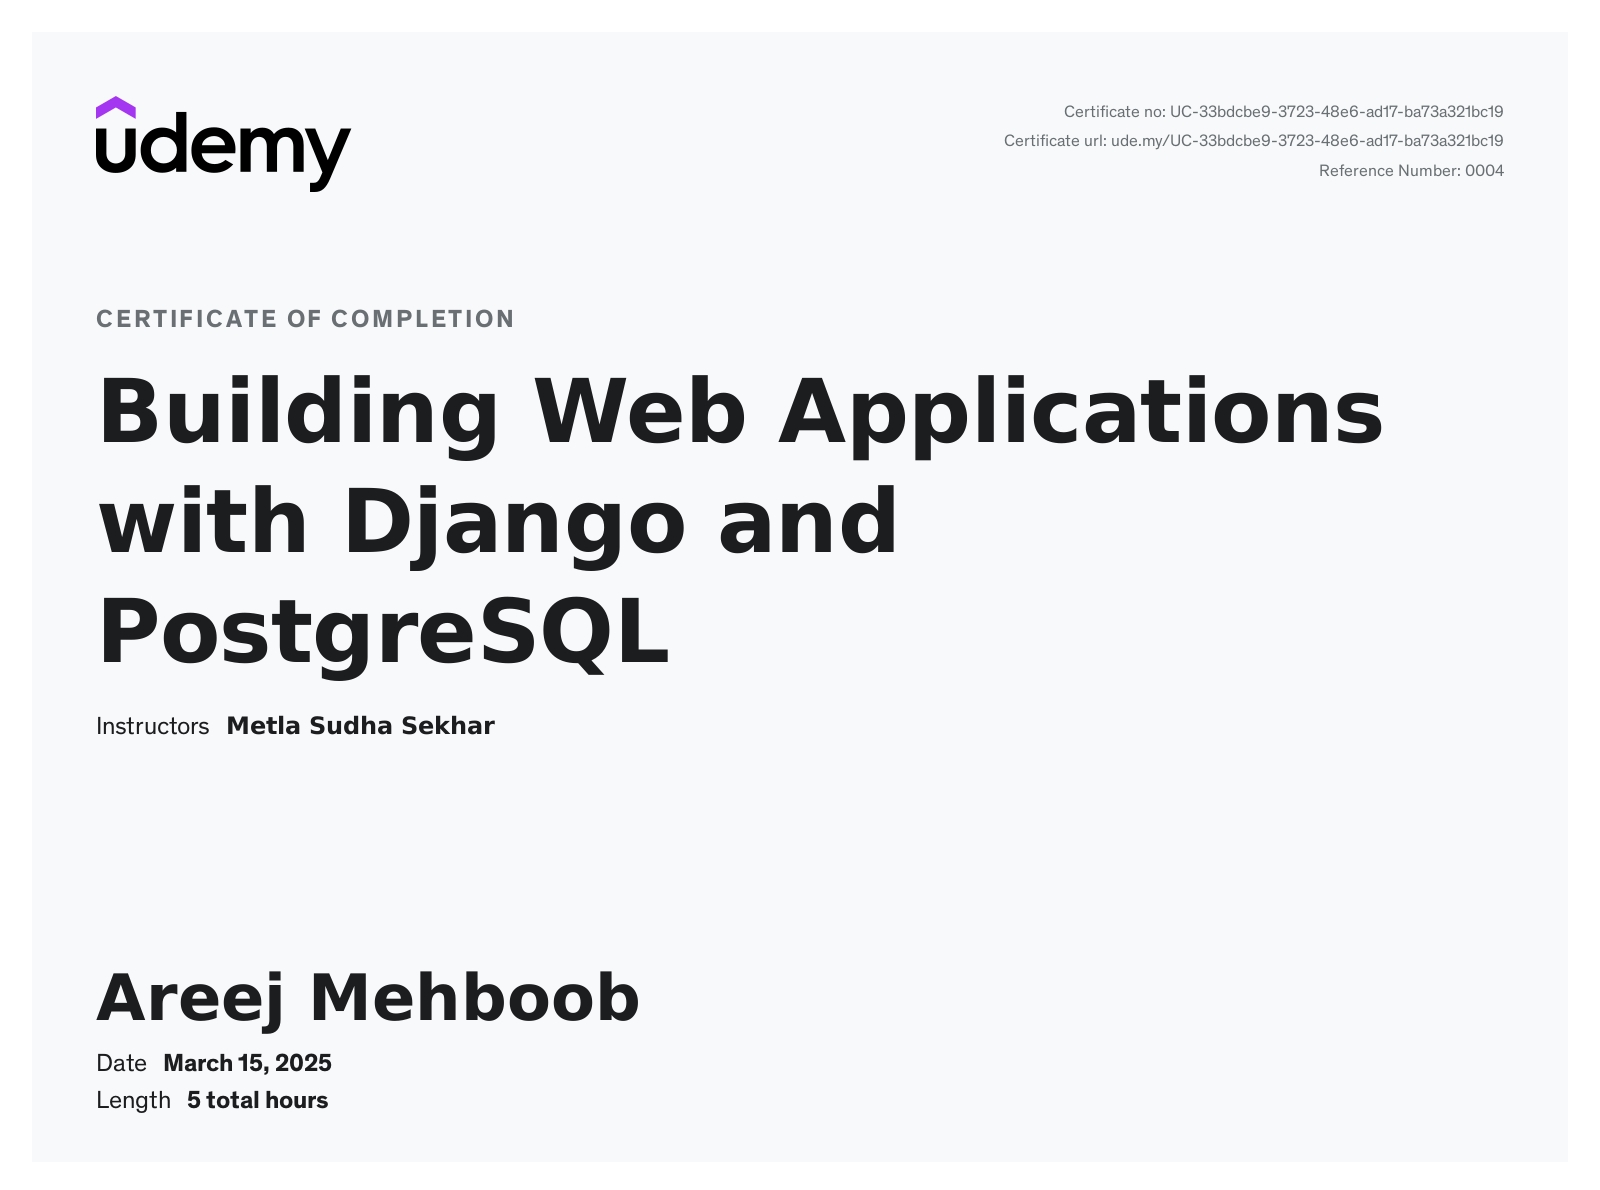 udemy
Certificate no: UC-33bdcbe9-3723-48e6-ad17-ba73a321bc19
Certificate url: ude.my/UC-33bdcbe9-3723-48e6-ad17-ba73a321bc19
Reference Number: 0004
CERTIFICATE OF COMPLETION
Building Web Applications
with Django and
PostgreSQL
Instructors Metla Sudha Sekhar
Areej Mehboob
Date March 15, 2025
Length 5 total hours